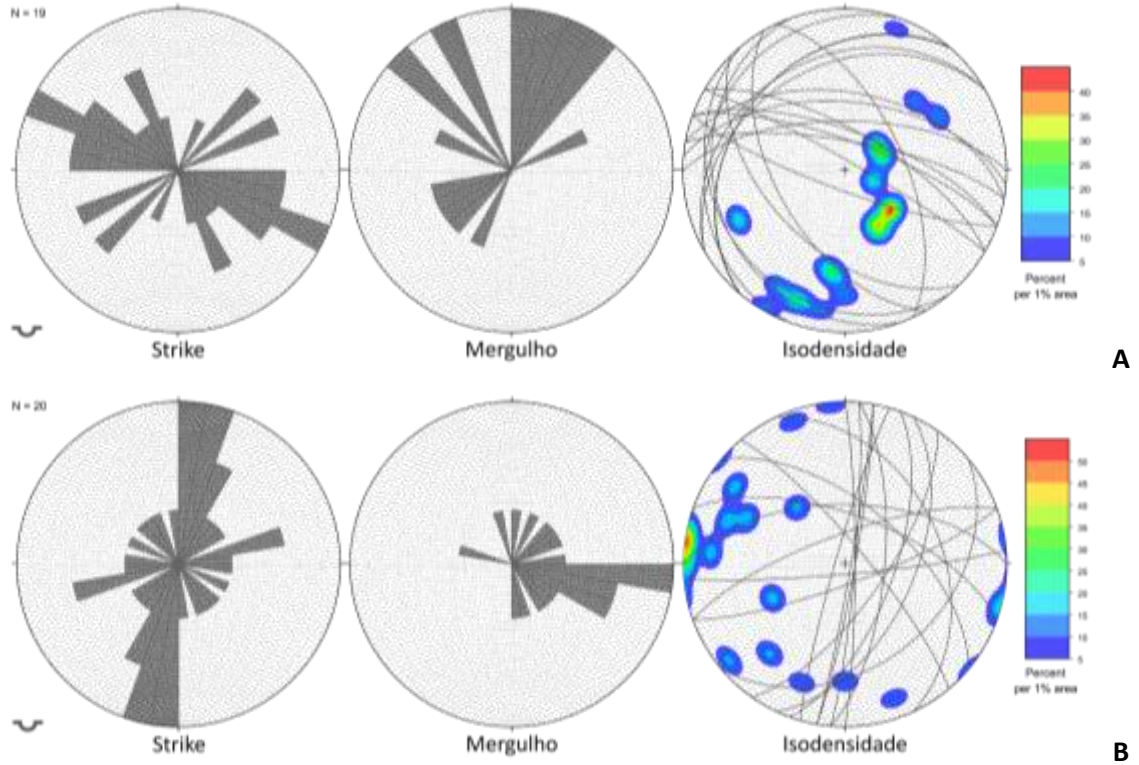 N = 19
40
35
30
25
20
15
10
5
Percent
per 1% area
Strike
Mergulho
Isodensidade
A
N = 20
50
45
40
35
30
25
20
15
10
5
Percent
per 1% area
Strike
Mergulho
Isodensidade
B